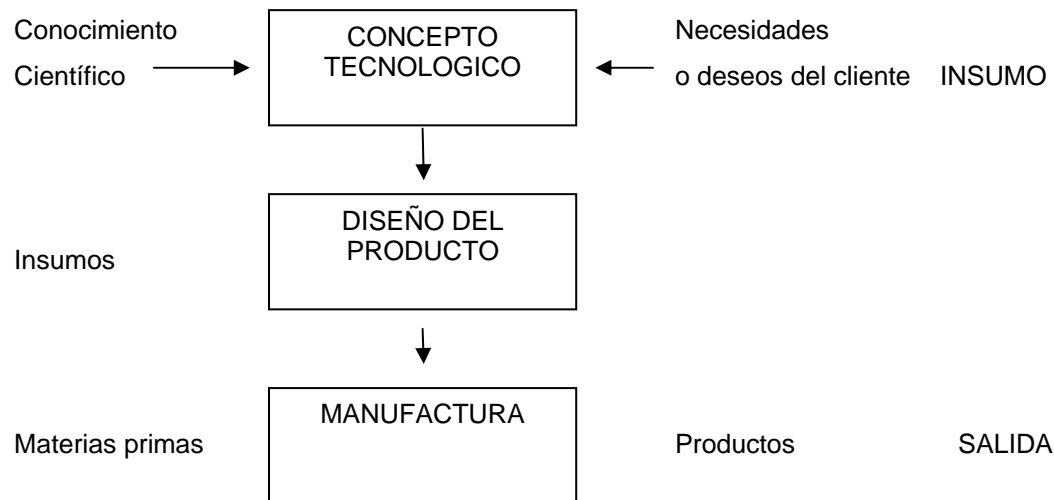 Conocimiento
Científico
CONCEPTO
TECNOLOGICO
Necesidades
o deseos del cliente INSUMO
DISEÑO DEL
PRODUCTO
Insumos
MANUFACTURA
Materias primas
Productos SALIDA